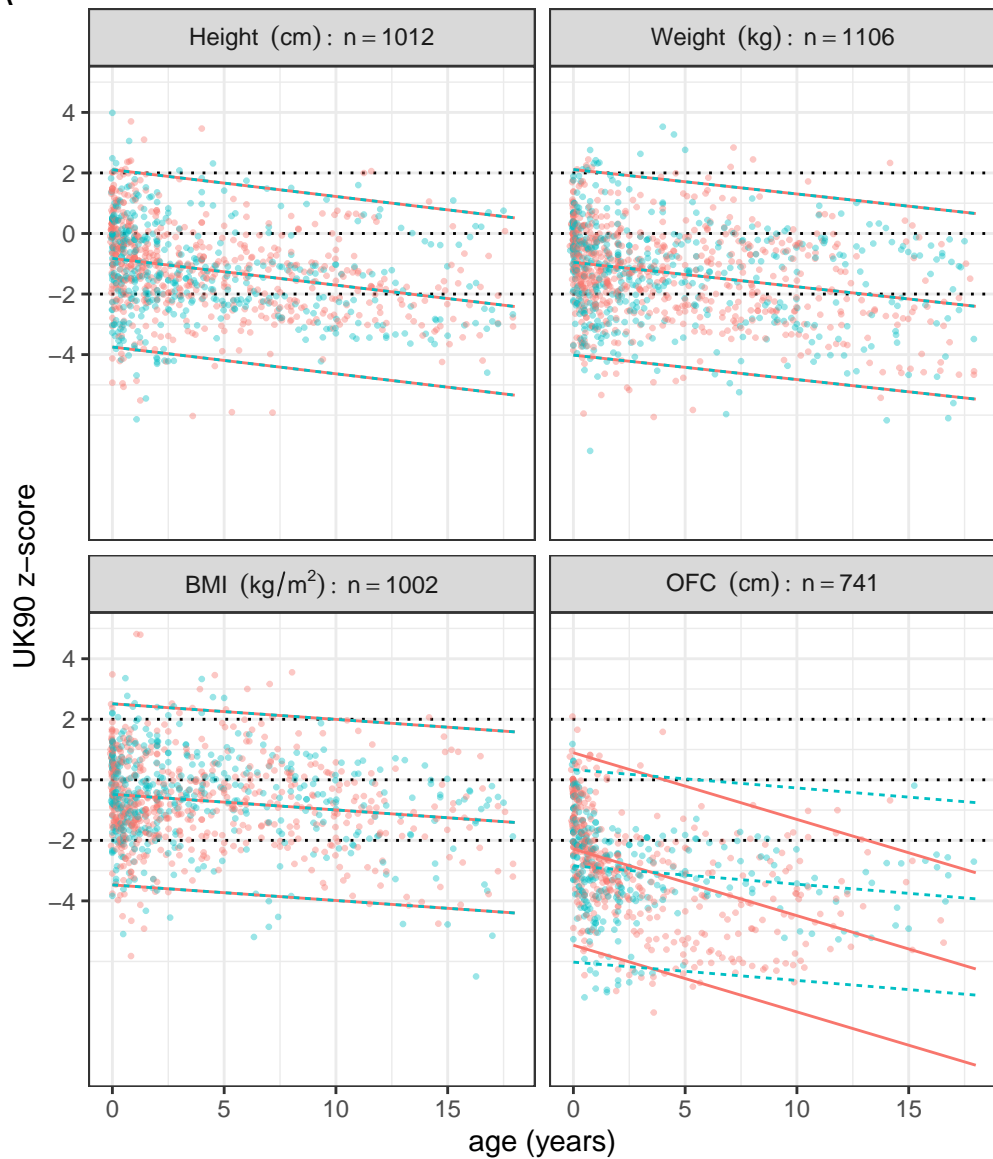 Height (cm): n = 1012
Weight (kg): n = 1106
4
2
0
−2
−4
BMI (kg/m²): n = 1002
OFC (cm): n = 741
4
2
0
−2
−4
0 5 10 15
0 5 10 15
age (years)
UK90 z−score